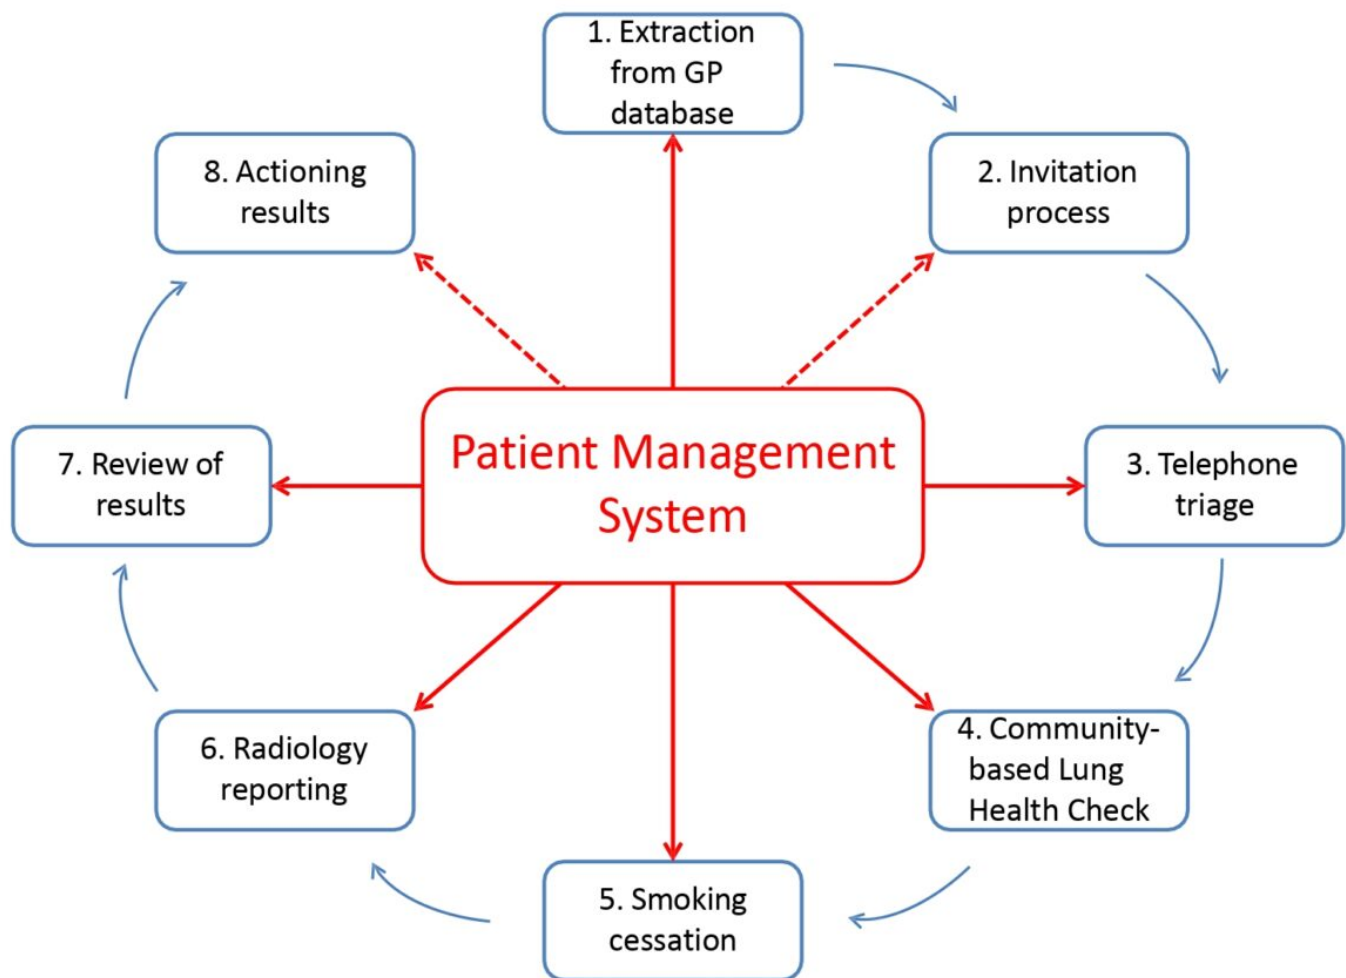 1. Extraction
from GP
database
2. Invitation
process
3. Telephone
triage
4. Community-
based Lung
Health Check
5. Smoking
cessation
6. Radiology
reporting
7. Review of
results
8. Actioning
results
Patient Management
System